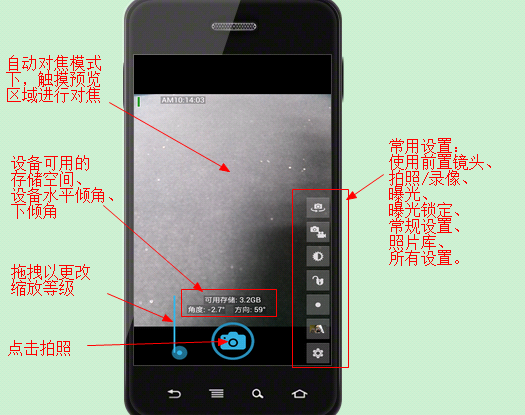 自动对焦模式
下，触摸预览
区域进行对焦
AM10:14:03
设备可用的
存储空间、
设备水平倾角、
下倾角
常用设置：
使用前置镜头、
拍照/录像、
曝光、
曝光锁定、
常规设置、
照片库、
所有设置。
拖拽以更改
缩放等级
可用存储: 3.2GB
角度: -2.7° 方向: 59°
点击拍照